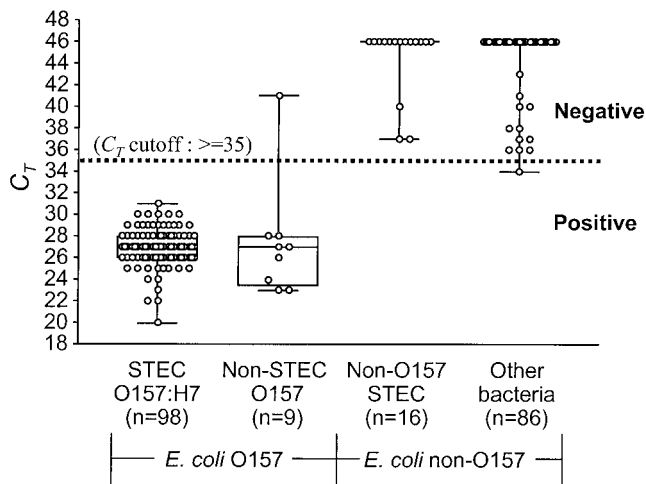 48
46
44
42
40
38
36
34
32
30
28
26
24
22
20
18
C_T
(C_T cutoff : >=35)
Negative
Positive
STEC
O157:H7
(n=98)
Non-STEC
O157
(n=9)
Non-O157
STEC
(n=16)
Other
bacteria
(n=86)
E. coli O157
E. coli non-O157